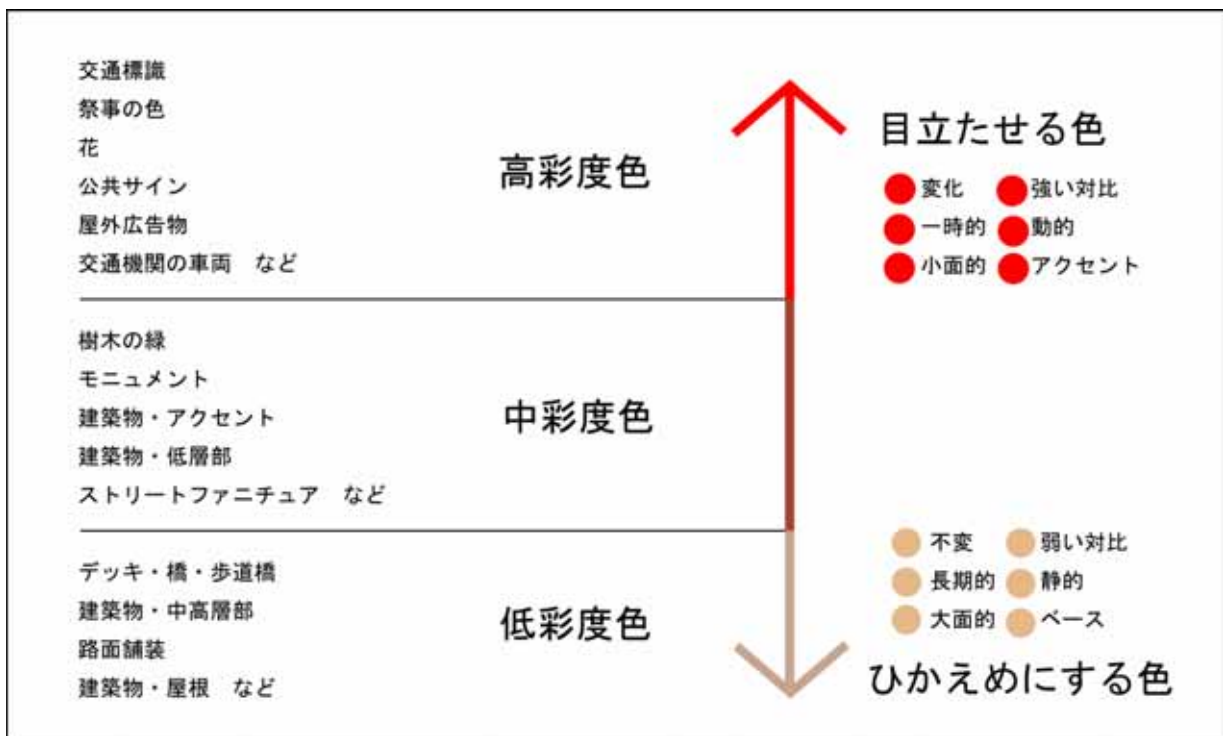 交通標識
祭事の色
花
公共サイン
屋外広告物
交通機関の車両　など
高彩度色
目立たせる色
変化　強い対比
一時的　動的
小面的　アクセント
樹木の緑
モニュメント
建築物・アクセント
建築物・低層部
ストリートファニチュア　など
中彩度色
デッキ・橋・歩道橋
建築物・中高層部
路面舗装
建築物・屋根　など
低彩度色
不変　弱い対比
長期的　静的
大面的　ベース
ひかえめにする色